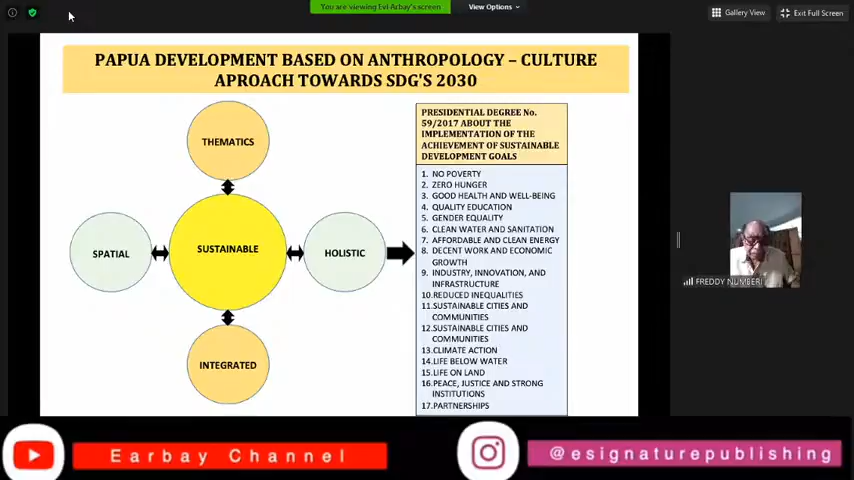 You are viewing Evi Arbay's screen
View Options
Gallery View
Exit Full Screen
PAPUA DEVELOPMENT BASED ON ANTHROPOLOGY – CULTURE
APROACH TOWARDS SDG'S 2030
THEMATICS
SPATIAL
SUSTAINABLE
HOLISTIC
INTEGRATED
PRESIDENTIAL DEGREE No.
59/2017 ABOUT THE
IMPLEMENTATION OF THE
ACHIEVEMENT OF SUSTAINABLE
DEVELOPMENT GOALS
1. NO POVERTY
2. ZERO HUNGER
3. GOOD HEALTH AND WELL-BEING
4. QUALITY EDUCATION
5. GENDER EQUALITY
6. CLEAN WATER AND SANITATION
7. AFFORDABLE AND CLEAN ENERGY
8. DECENT WORK AND ECONOMIC
GROWTH
9. INDUSTRY, INNOVATION, AND
INFRASTRUCTURE
10.REDUCED INEQUALITIES
11.SUSTAINABLE CITIES AND
COMMUNITIES
12.SUSTAINABLE CITIES AND
COMMUNITIES
13.CLIMATE ACTION
14.LIFE BELOW WATER
15.LIFE ON LAND
16.PEACE, JUSTICE AND STRONG
INSTITUTIONS
17.PARTNERSHIPS
FREDDY NUMBERI
Earbay Channel
@esignaturepublishing